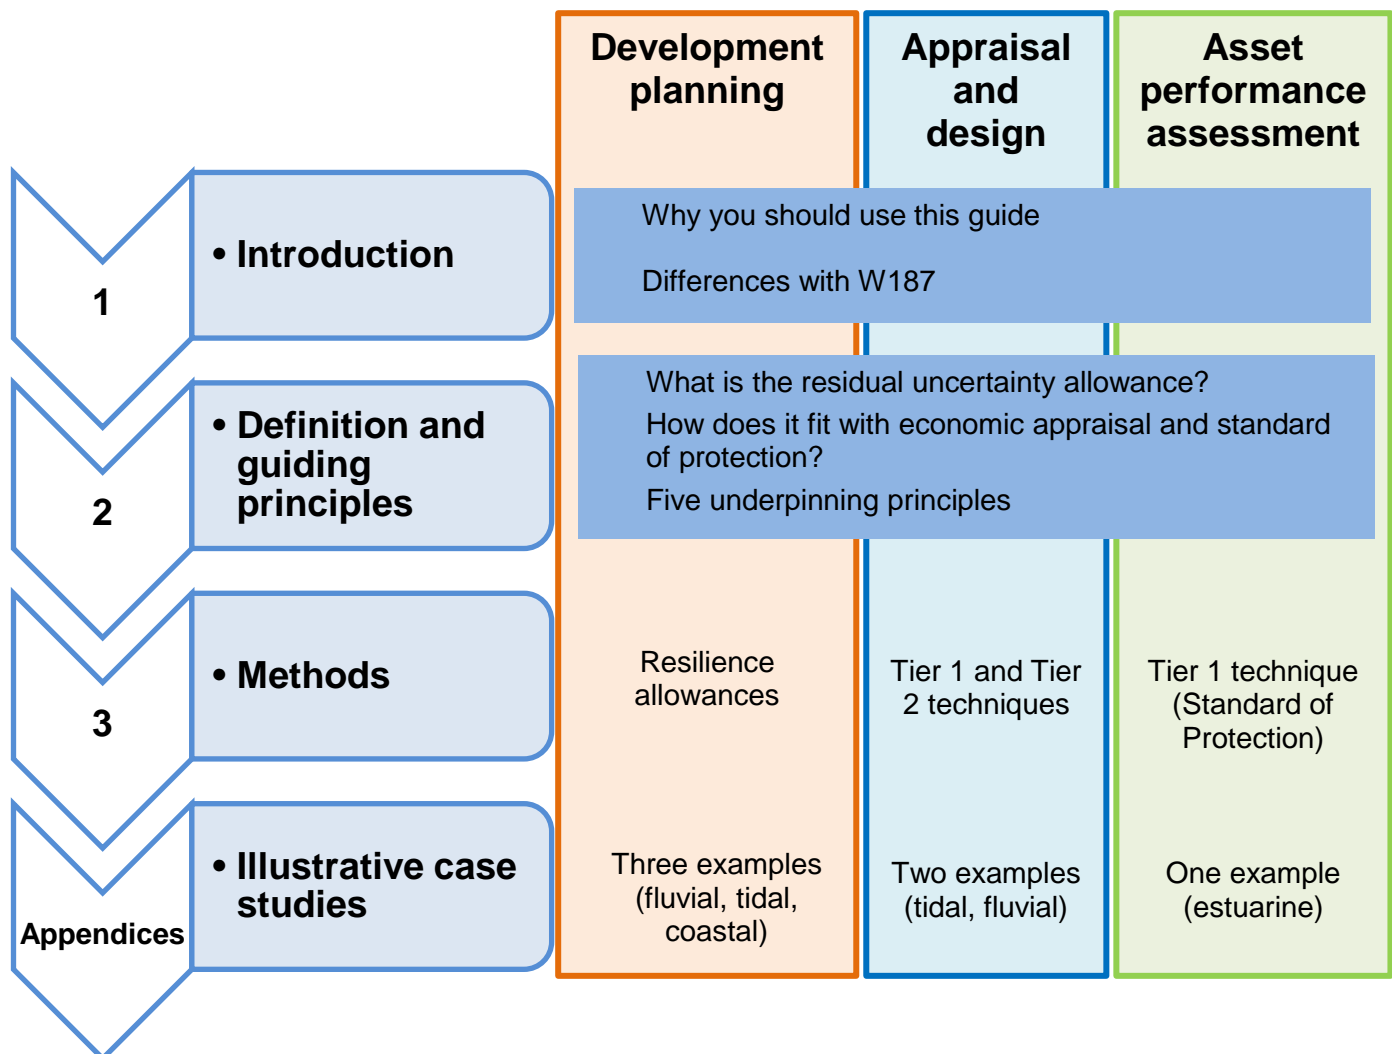 Development
planning
Appraisal
and
design
Asset
performance
assessment
1
• Introduction
Why you should use this guide
Differences with W187
2
• Definition and
guiding
principles
What is the residual uncertainty allowance?
How does it fit with economic appraisal and standard
of protection?
Five underpinning principles
3
• Methods
Resilience
allowances
Tier 1 and Tier
2 techniques
Tier 1 technique
(Standard of
Protection)
Appendices
• Illustrative case
studies
Three examples
(fluvial, tidal,
coastal)
Two examples
(tidal, fluvial)
One example
(estuarine)